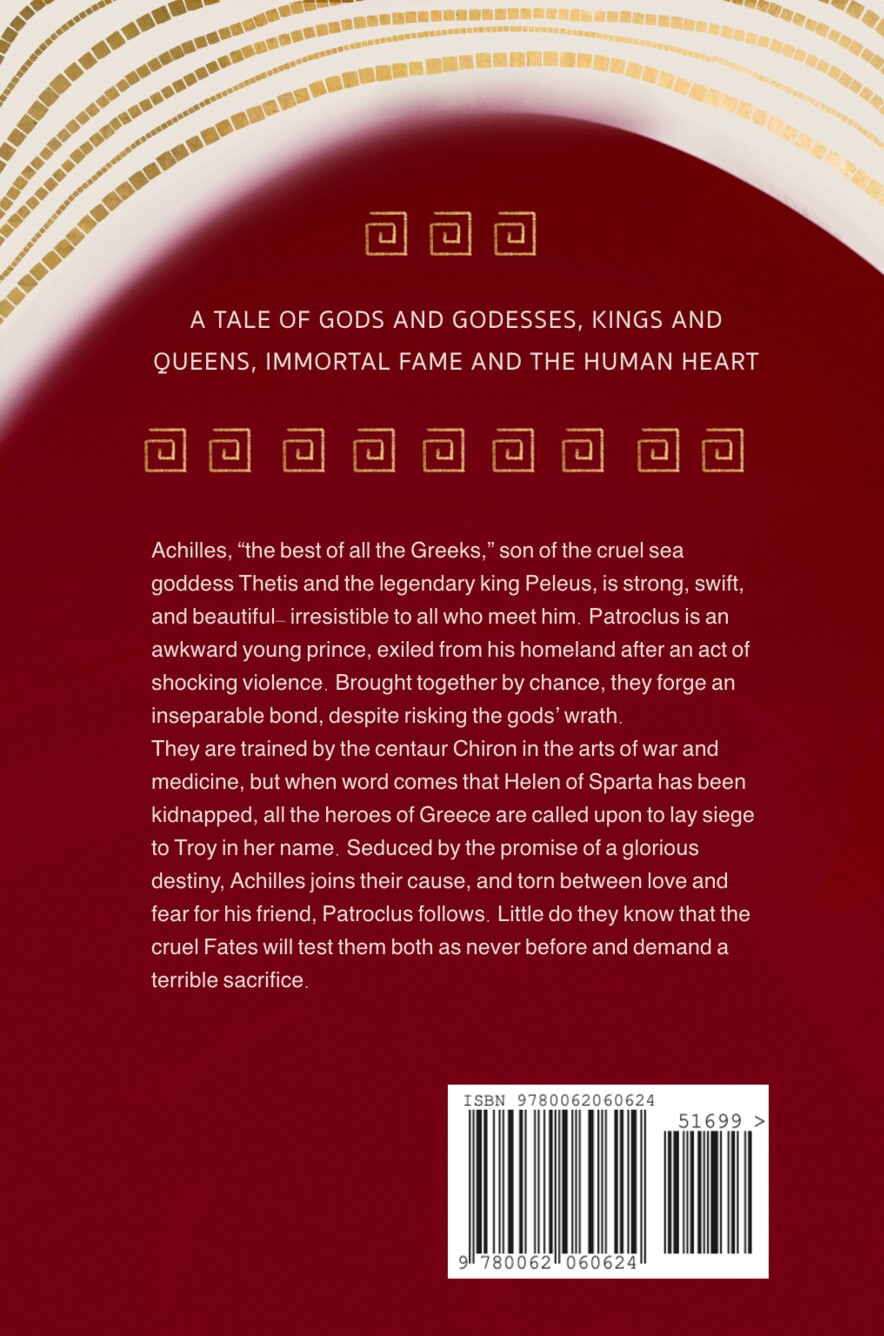 A TALE OF GODS AND GODESSES, KINGS AND
QUEENS, IMMORTAL FAME AND THE HUMAN HEART
Achilles, “the best of all the Greeks,” son of the cruel sea
goddess Thetis and the legendary king Peleus, is strong, swift,
and beautiful– irresistible to all who meet him. Patroclus is an
awkward young prince, exiled from his homeland after an act of
shocking violence. Brought together by chance, they forge an
inseparable bond, despite risking the gods’ wrath.
They are trained by the centaur Chiron in the arts of war and
medicine, but when word comes that Helen of Sparta has been
kidnapped, all the heroes of Greece are called upon to lay siege
to Troy in her name. Seduced by the promise of a glorious
destiny, Achilles joins their cause, and torn between love and
fear for his friend, Patroclus follows. Little do they know that the
cruel Fates will test them both as never before and demand a
terrible sacrifice.
ISBN 9780062060624
51699 >
9 780062 060624